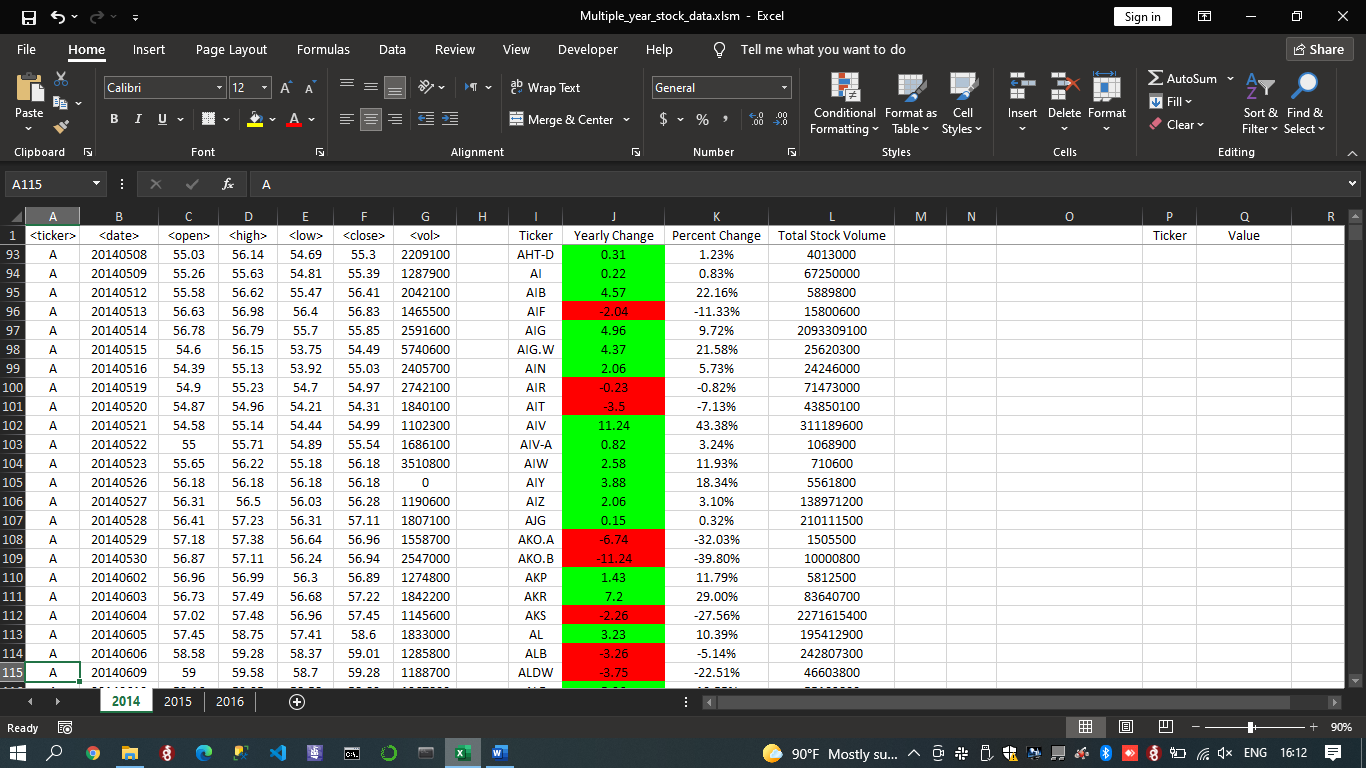 Multiple_year_stock_data.xlsm - Excel Sign in
File Home Insert Page Layout Formulas Data Review View Developer Help Tell me what you want to do Share
Calibri 12 A A ab Wrap Text General AutoSum
Paste Fill
B I U A Merge & Center $ % , Conditional Formatting Format as Table Cell Styles Insert Delete Format Clear Sort & Filter Find & Select
Clipboard Font Alignment Number Styles Cells Editing
A115 fx A
A B C D E F G H I J K L M N O P Q R
1 <ticker> <date> <open> <high> <low> <close> <vol> Ticker Yearly Change Percent Change Total Stock Volume Ticker Value
93 A 20140508 55.03 56.14 54.69 55.3 2209100 AHT-D 0.31 1.23% 4013000
94 A 20140509 55.26 55.63 54.81 55.39 1287900 AI 0.22 0.83% 67250000
95 A 20140512 55.58 56.62 55.47 56.41 2042100 AIB 4.57 22.16% 5889800
96 A 20140513 56.63 56.98 56.4 56.83 1465500 AIF -2.04 -11.33% 15800600
97 A 20140514 56.78 56.79 55.7 55.85 2591600 AIG 4.96 9.72% 2093309100
98 A 20140515 54.6 56.15 53.75 54.49 5740600 AIG.W 4.37 21.58% 25620300
99 A 20140516 54.39 55.13 53.92 55.03 2405700 AIN 2.06 5.73% 24246000
100 A 20140519 54.9 55.23 54.7 54.97 2742100 AIR -0.23 -0.82% 71473000
101 A 20140520 54.87 54.96 54.21 54.31 1840100 AIT -3.5 -7.13% 43850100
102 A 20140521 54.58 55.14 54.44 54.99 1102300 AIV 11.24 43.38% 311189600
103 A 20140522 55 55.71 54.89 55.54 1686100 AIV-A 0.82 3.24% 1068900
104 A 20140523 55.65 56.22 55.18 56.18 3510800 AIW 2.58 11.93% 710600
105 A 20140526 56.18 56.18 56.18 56.18 0 AIY 3.88 18.34% 5561800
106 A 20140527 56.31 56.5 56.03 56.28 1190600 AIZ 2.06 3.10% 138971200
107 A 20140528 56.41 57.23 56.31 57.11 1807100 AJG 0.15 0.32% 210111500
108 A 20140529 57.18 57.38 56.64 56.96 1558700 AKO.A -6.74 -32.03% 1505500
109 A 20140530 56.87 57.11 56.24 56.94 2547000 AKO.B -11.24 -39.80% 10000800
110 A 20140602 56.96 56.99 56.3 56.89 1274800 AKP 1.43 11.79% 5812500
111 A 20140603 56.73 57.49 56.68 57.22 1842200 AKR 7.2 29.00% 83640700
112 A 20140604 57.02 57.48 56.96 57.45 1145600 AKS -2.26 -27.56% 2271615400
113 A 20140605 57.45 58.75 57.41 58.6 1833000 AL 3.23 10.39% 195412900
114 A 20140606 58.58 59.28 58.37 59.01 1285800 ALB -3.26 -5.14% 242807300
115 A 20140609 59 59.58 58.7 59.28 1188700 ALDW -3.75 -22.51% 46603800
2014 2015 2016
Ready 90%
90°F Mostly su... ENG 16:12